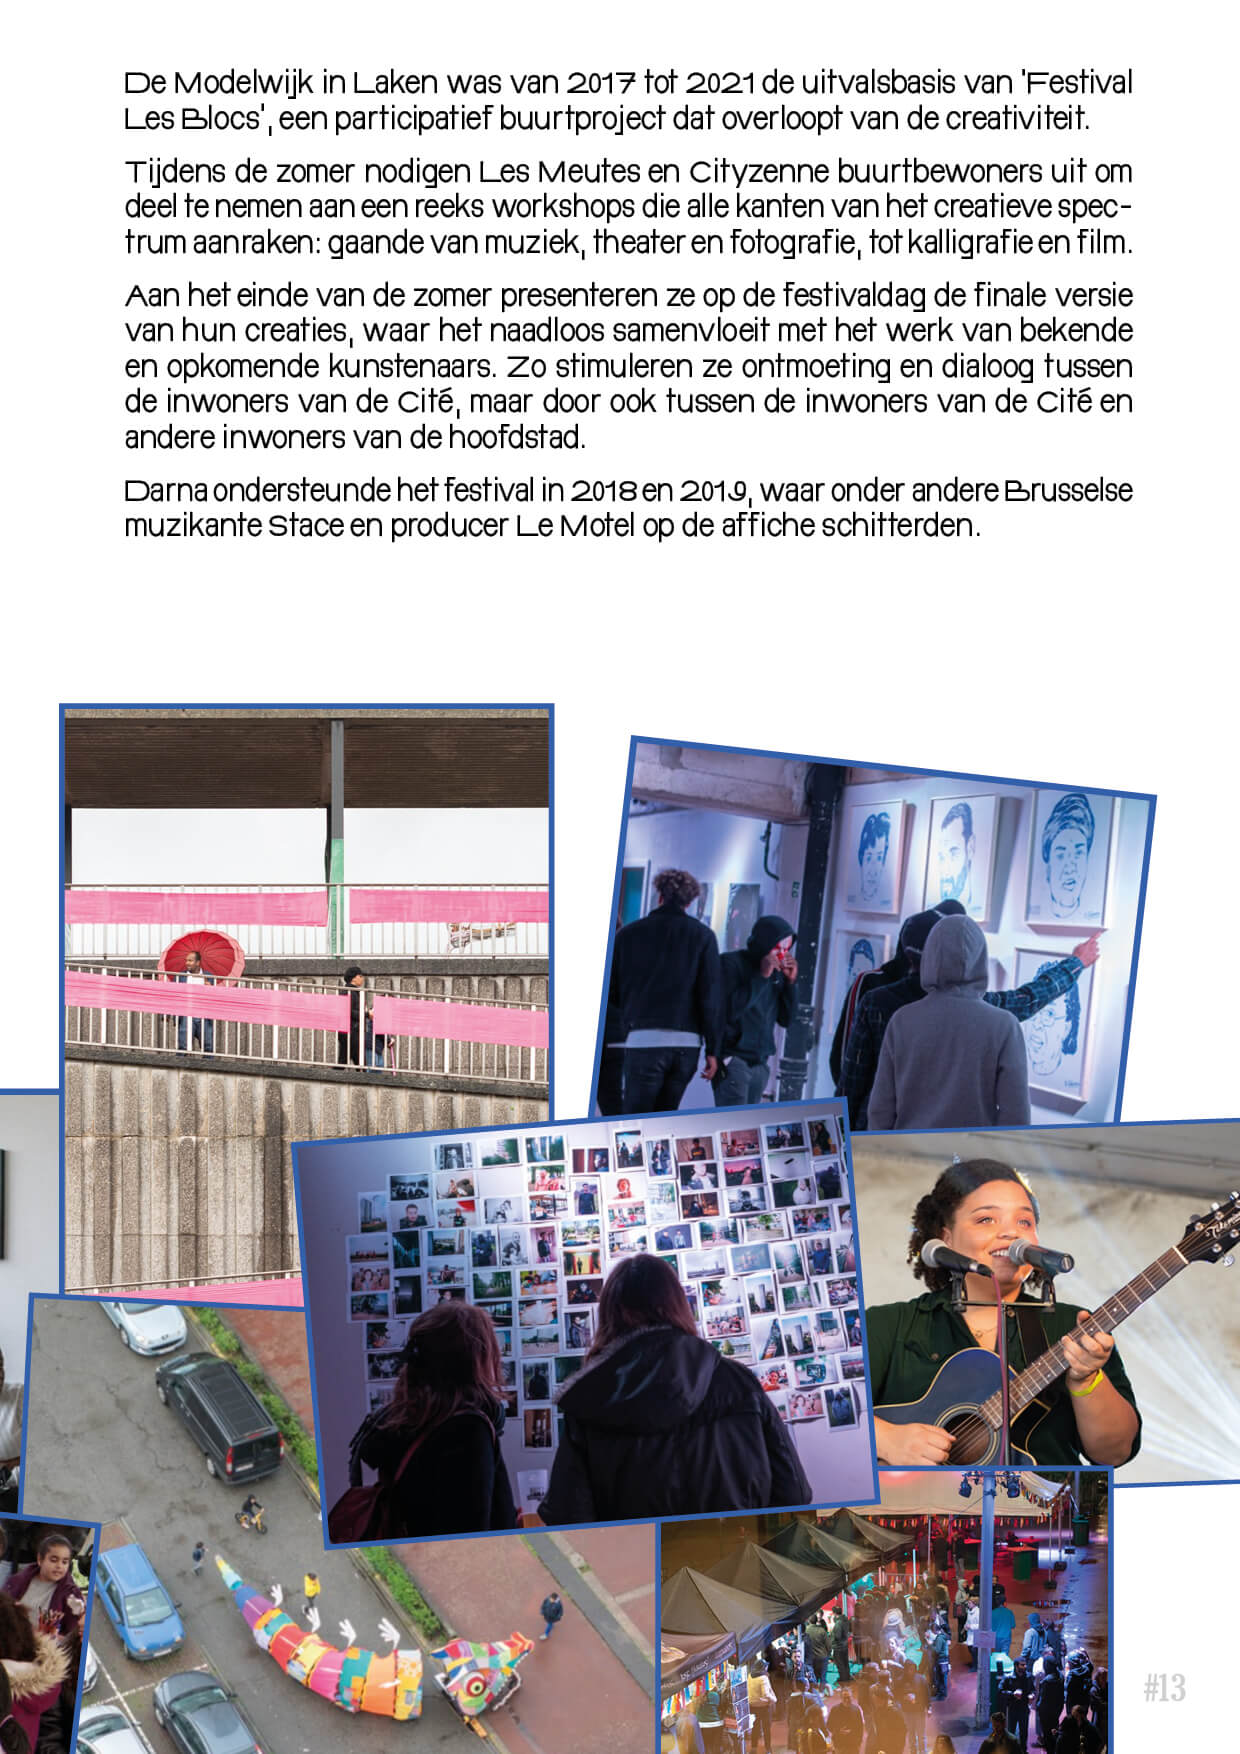 De Modelwijk in Laken was van 2017 tot 2021 de uitvalsbasis van 'Festival
Les Blocs', een participatief buurtproject dat overloopt van de creativiteit.
Tijdens de zomer nodigen Les Meutes en Cityzenne buurtbewoners uit om
deel te nemen aan een reeks workshops die alle kanten van het creatieve spec-
trum aanraken: gaande van muziek, theater en fotografie, tot kalligrafie en film.
Aan het einde van de zomer presenteren ze op de festivaldag de finale versie
van hun creaties, waar het naadloos samenvloeit met het werk van bekende
en opkomende kunstenaars. Zo stimuleren ze ontmoeting en dialoog tussen
de inwoners van de Cité, maar door ook tussen de inwoners van de Cité en
andere inwoners van de hoofdstad.
Darna ondersteunde het festival in 2018 en 2019, waar onder andere Brusselse
muzikante Stace en producer Le Motel op de affiche schitterden.
#13